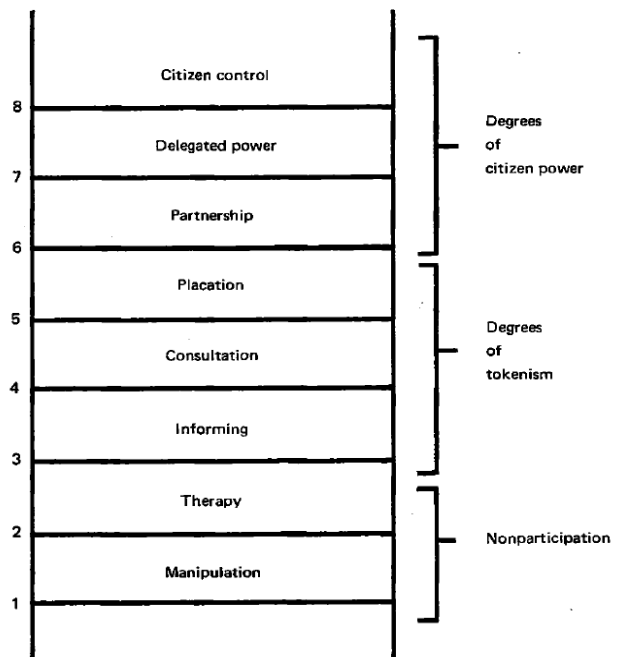 Citizen control
8
Delegated power
7
Partnership
6
Placation
5
Consultation
4
Informing
3
Therapy
2
Manipulation
1
Degrees
of
citizen power
Degrees
of
tokenism
Nonparticipation